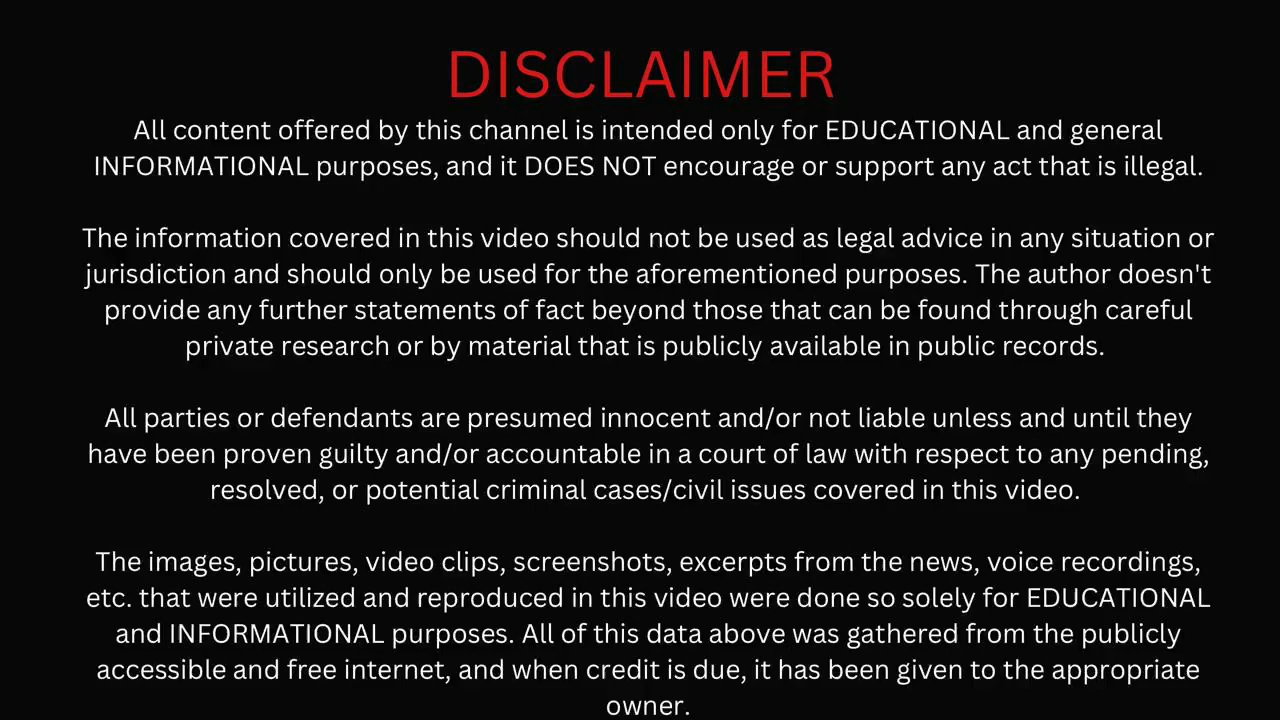 DISCLAIMER
All content offered by this channel is intended only for EDUCATIONAL and general
INFORMATIONAL purposes, and it DOES NOT encourage or support any act that is illegal.
The information covered in this video should not be used as legal advice in any situation or
jurisdiction and should only be used for the aforementioned purposes. The author doesn't
provide any further statements of fact beyond those that can be found through careful
private research or by material that is publicly available in public records.
All parties or defendants are presumed innocent and/or not liable unless and until they
have been proven guilty and/or accountable in a court of law with respect to any pending,
resolved, or potential criminal cases/civil issues covered in this video.
The images, pictures, video clips, screenshots, excerpts from the news, voice recordings,
etc. that were utilized and reproduced in this video were done so solely for EDUCATIONAL
and INFORMATIONAL purposes. All of this data above was gathered from the publicly
accessible and free internet, and when credit is due, it has been given to the appropriate
owner.